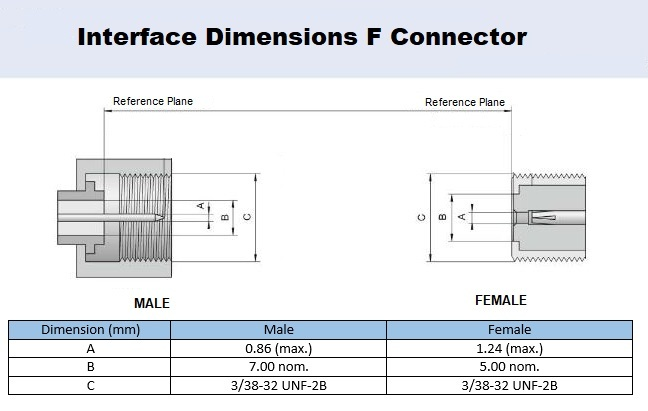 Interface Dimensions F Connector
Reference Plane
Reference Plane
A
B
C
C
B
A
MALE
FEMALE
Dimension (mm) Male Female
A 0.86 (max.) 1.24 (max.)
B 7.00 nom. 5.00 nom.
C 3/38-32 UNF-2B 3/38-32 UNF-2B